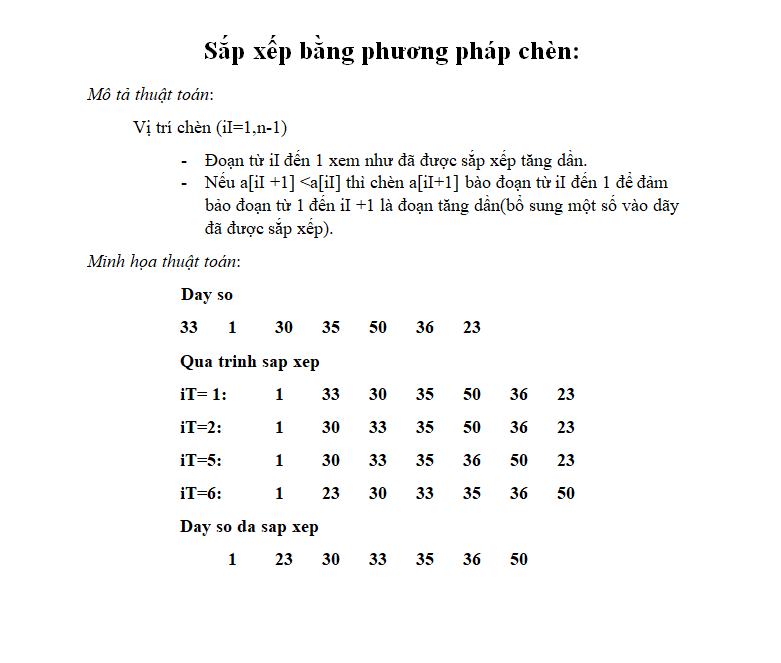 Sắp xếp bằng phương pháp chèn:
Mô tả thuật toán:
Vị trí chèn (iI=1,n-1)
- Đoạn từ iI đến 1 xem như đã được sắp xếp tăng dần.
- Nếu a[iI +1] <a[iI] thì chèn a[iI+1] bào đoạn từ iI đến 1 để đảm
bảo đoạn từ 1 đến iI +1 là đoạn tăng dần(bổ sung một số vào dãy
đã được sắp xếp).
Minh họa thuật toán:
Day so
33 1 30 35 50 36 23
Qua trinh sap xep
iT= 1: 1 33 30 35 50 36 23
iT=2: 1 30 33 35 50 36 23
iT=5: 1 30 33 35 36 50 23
iT=6: 1 23 30 33 35 36 50
Day so da sap xep
1 23 30 33 35 36 50